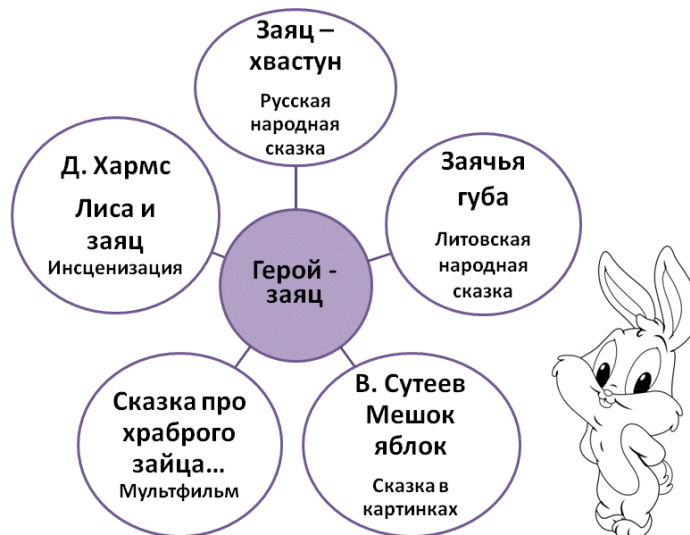 Заяц –
хвастун
Русская
народная
сказка
Д. Хармс
Лиса и
заяц
Инсценизация
Заячья
губа
Литовская
народная
сказка
Герой -
заяц
Сказка про
храброго
зайца...
Мультфильм
В. Сутеев
Мешок
яблок
Сказка в
картинках